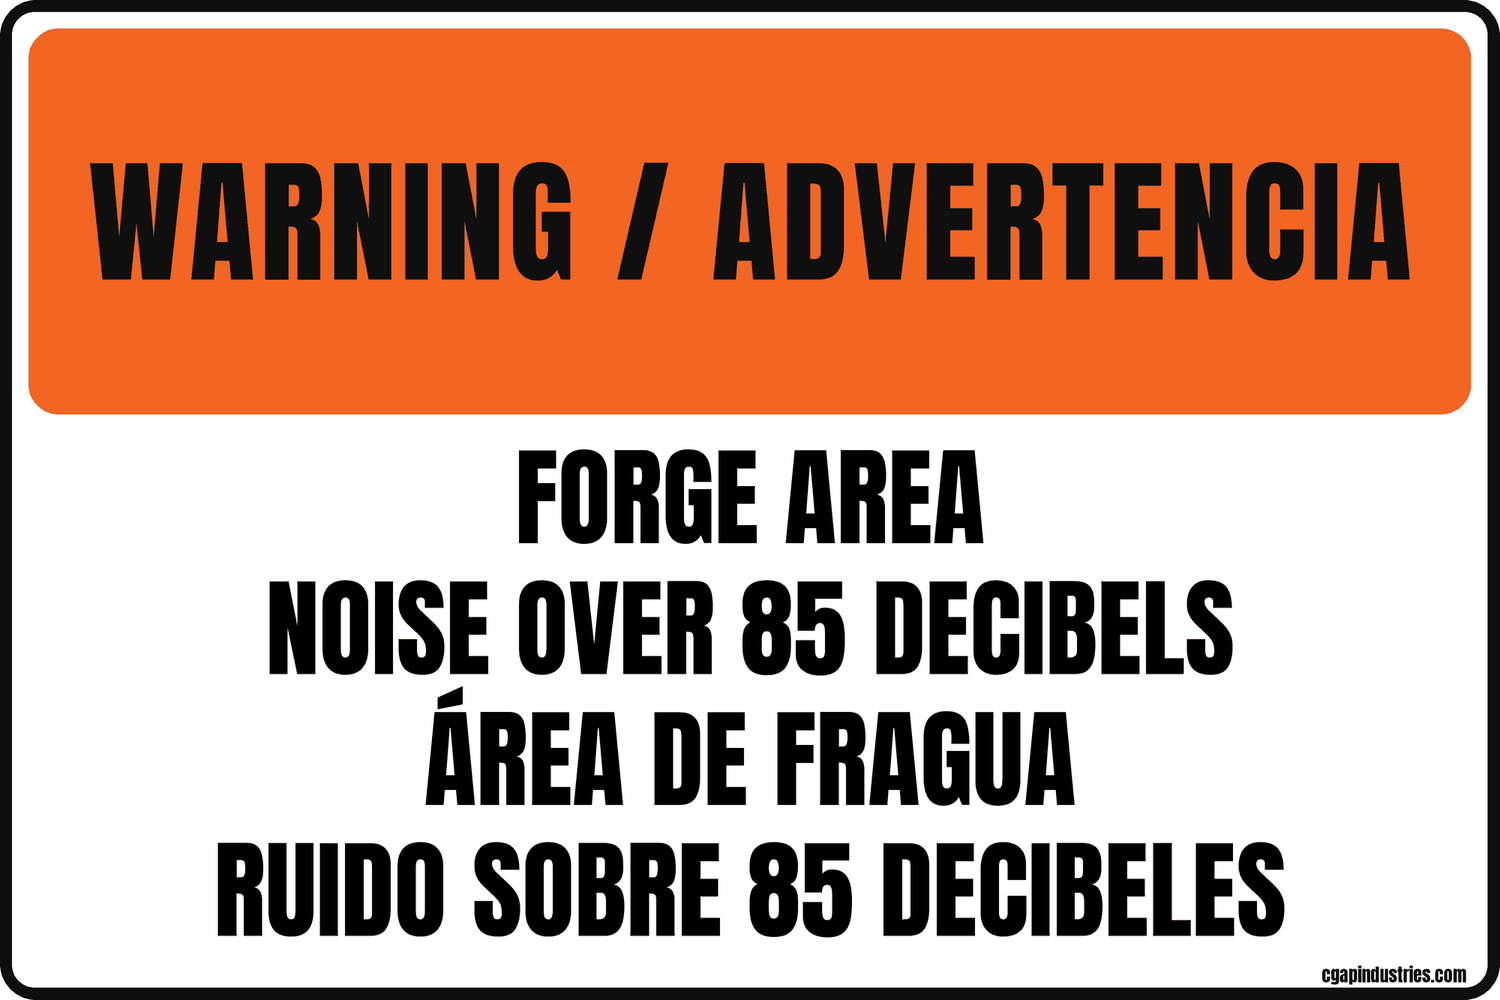 WARNING / ADVERTENCIA
FORGE AREA
NOISE OVER 85 DECIBELS
ÁREA DE FRAGUA
RUIDO SOBRE 85 DECIBELES
cgapindustries.com